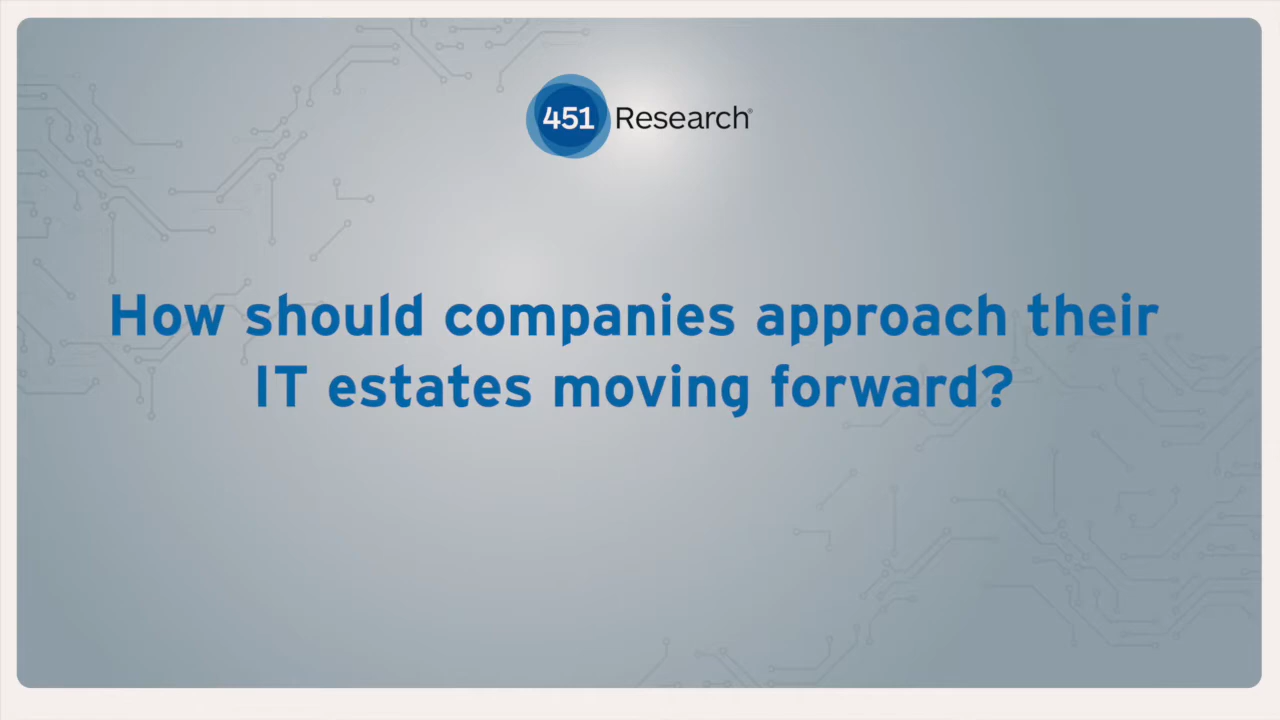 451 Research®
How should companies approach their
IT estates moving forward?